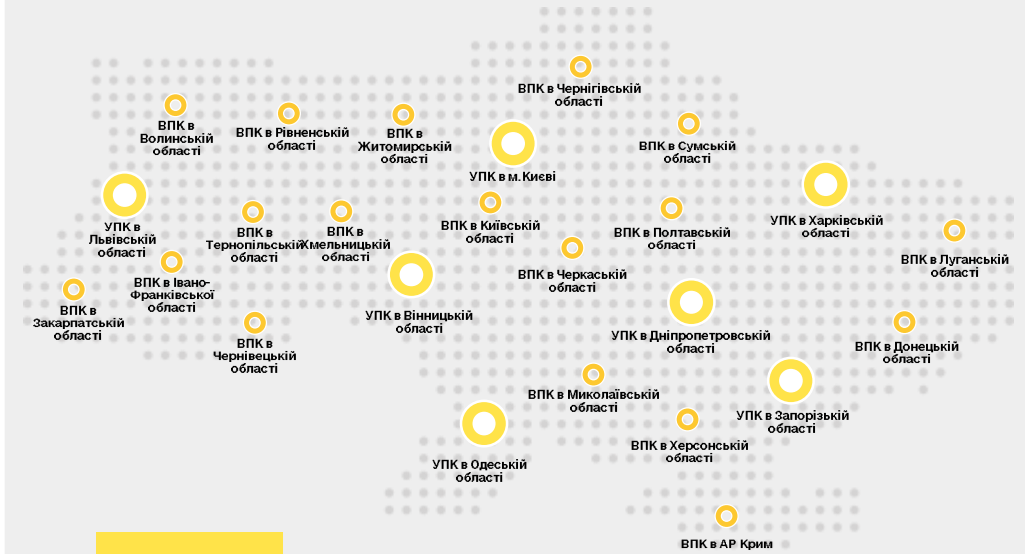 ВПК в Чернігівській
області
ВПК в
Волинській
області
ВПК в Рівненській
області
ВПК в
Житомирській
області
ВПК в Сумській
області
УПК в м. Києві
УПК в
Львівській
області
ВПК в
Тернопільській
області
ВПК в
Хмельницькій
області
ВПК в Київській
області
ВПК в Полтавській
області
УПК в Харківській
області
ВПК в Луганській
області
ВПК в Івано-
Франківської
області
ВПК в Черкаській
області
ВПК в
Закарпатській
області
УПК в Вінницькій
області
ВПК в
Чернівецькій
області
УПК в Дніпропетровській
області
ВПК в Донецькій
області
ВПК в Миколаївській
області
УПК в Запорізькій
області
УПК в Одеській
області
ВПК в Херсонській
області
ВПК в АР Крим